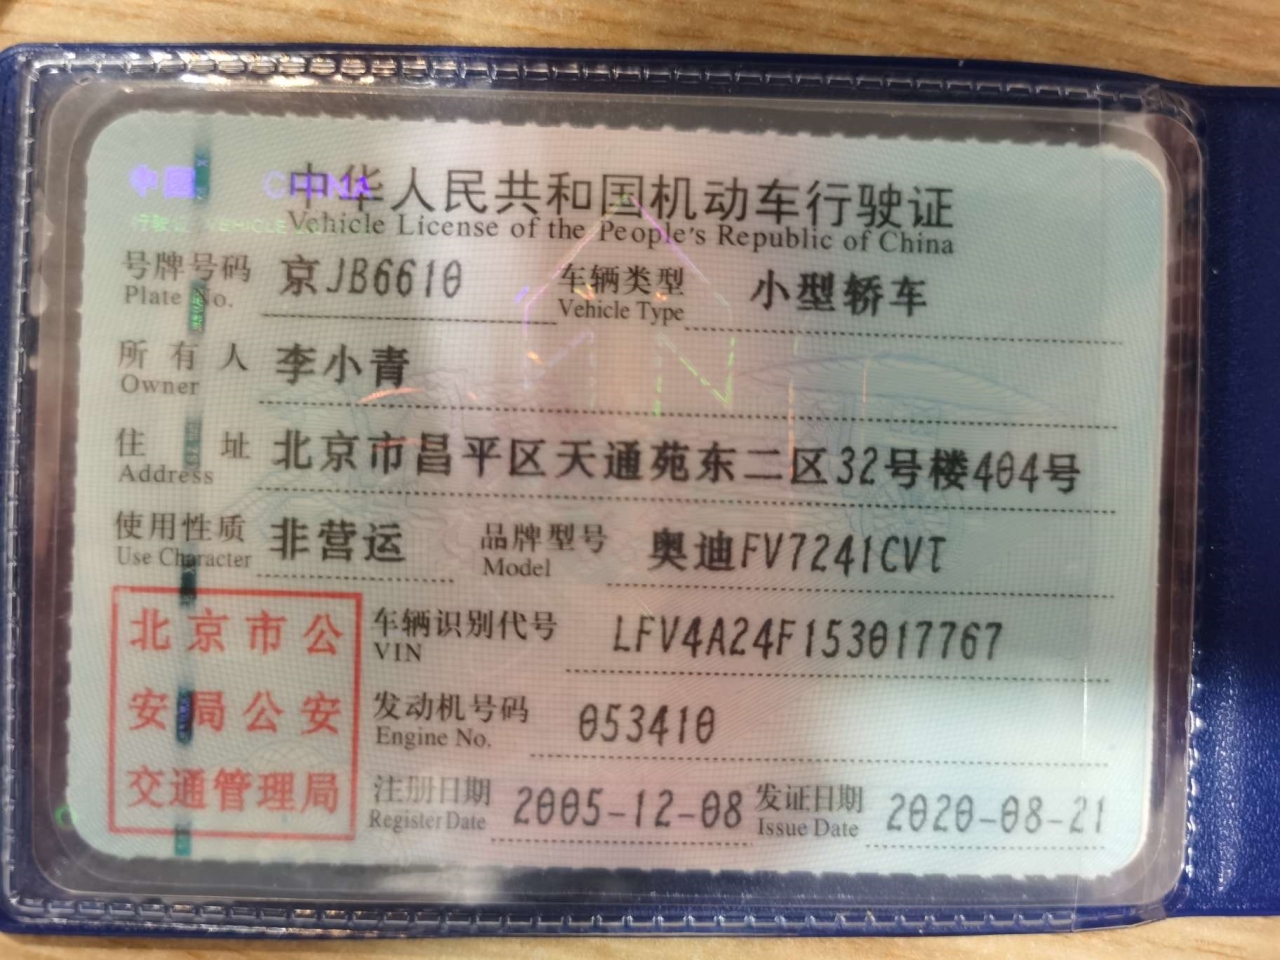 中国 CHINA
中华人民共和国机动车行驶证
Vehicle License of the People's Republic of China
号牌号码 京JB6610 车辆类型 小型轿车
Plate No. Vehicle Type
所有人 李小青
Owner
住址 北京市昌平区天通苑东二区32号楼404号
Address
使用性质 非营运 品牌型号 奥迪FV7241CVT
Use Character Model
北京市公
安局公安
交通管理局
车辆识别代号 LFV4A24F153017767
VIN
发动机号码 053410
Engine No.
注册日期 2005-12-08 发证日期 2020-08-21
Register Date Issue Date